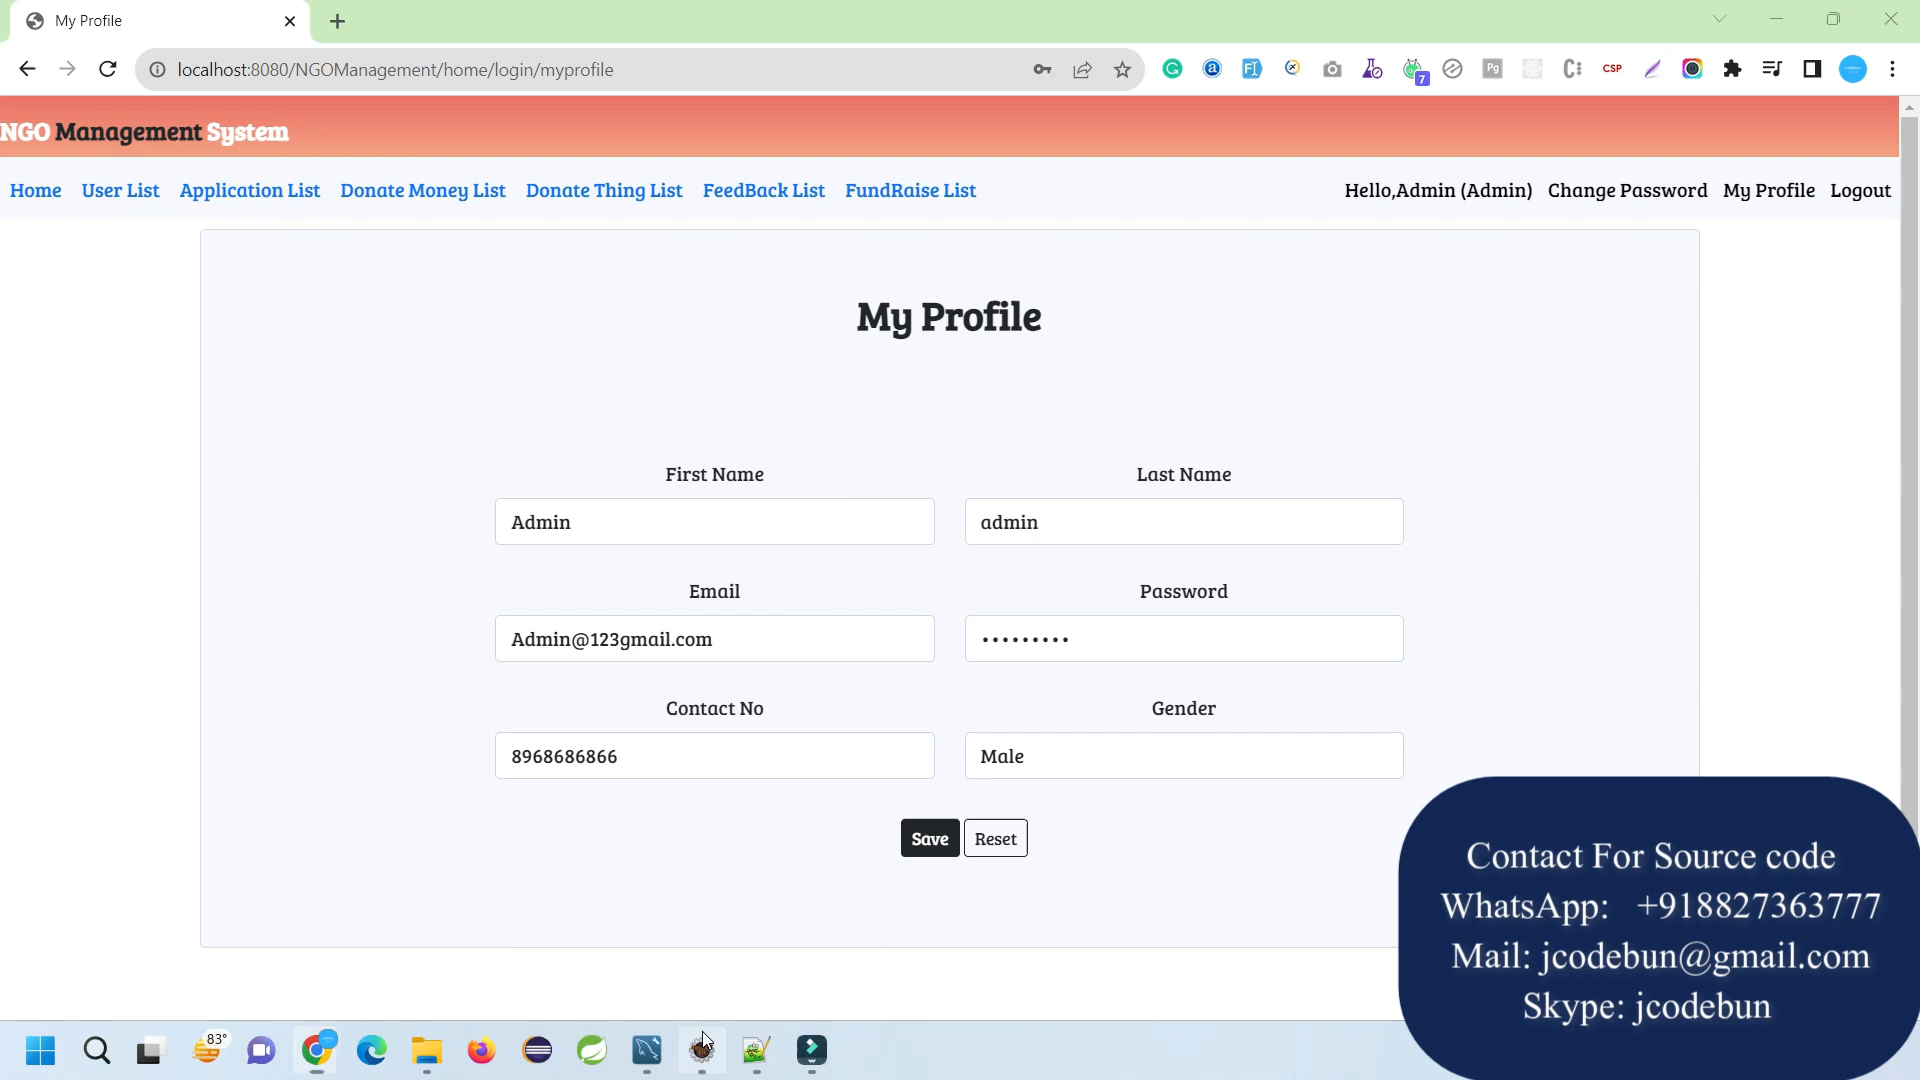 My Profile
localhost:8080/NGOManagement/home/login/myprofile
7
Pg
CSP
NGO Management System
Home User List Application List Donate Money List Donate Thing List FeedBack List FundRaise List Hello,Admin (Admin) Change Password My Profile Logout
My Profile
First Name Last Name
Admin admin
Email Password
Admin@123gmail.com •••••••••
Contact No Gender
8968686866 Male
Save Reset
Contact For Source code
WhatsApp: +918827363777
Mail: jcodebun@gmail.com
Skype: jcodebun
83°